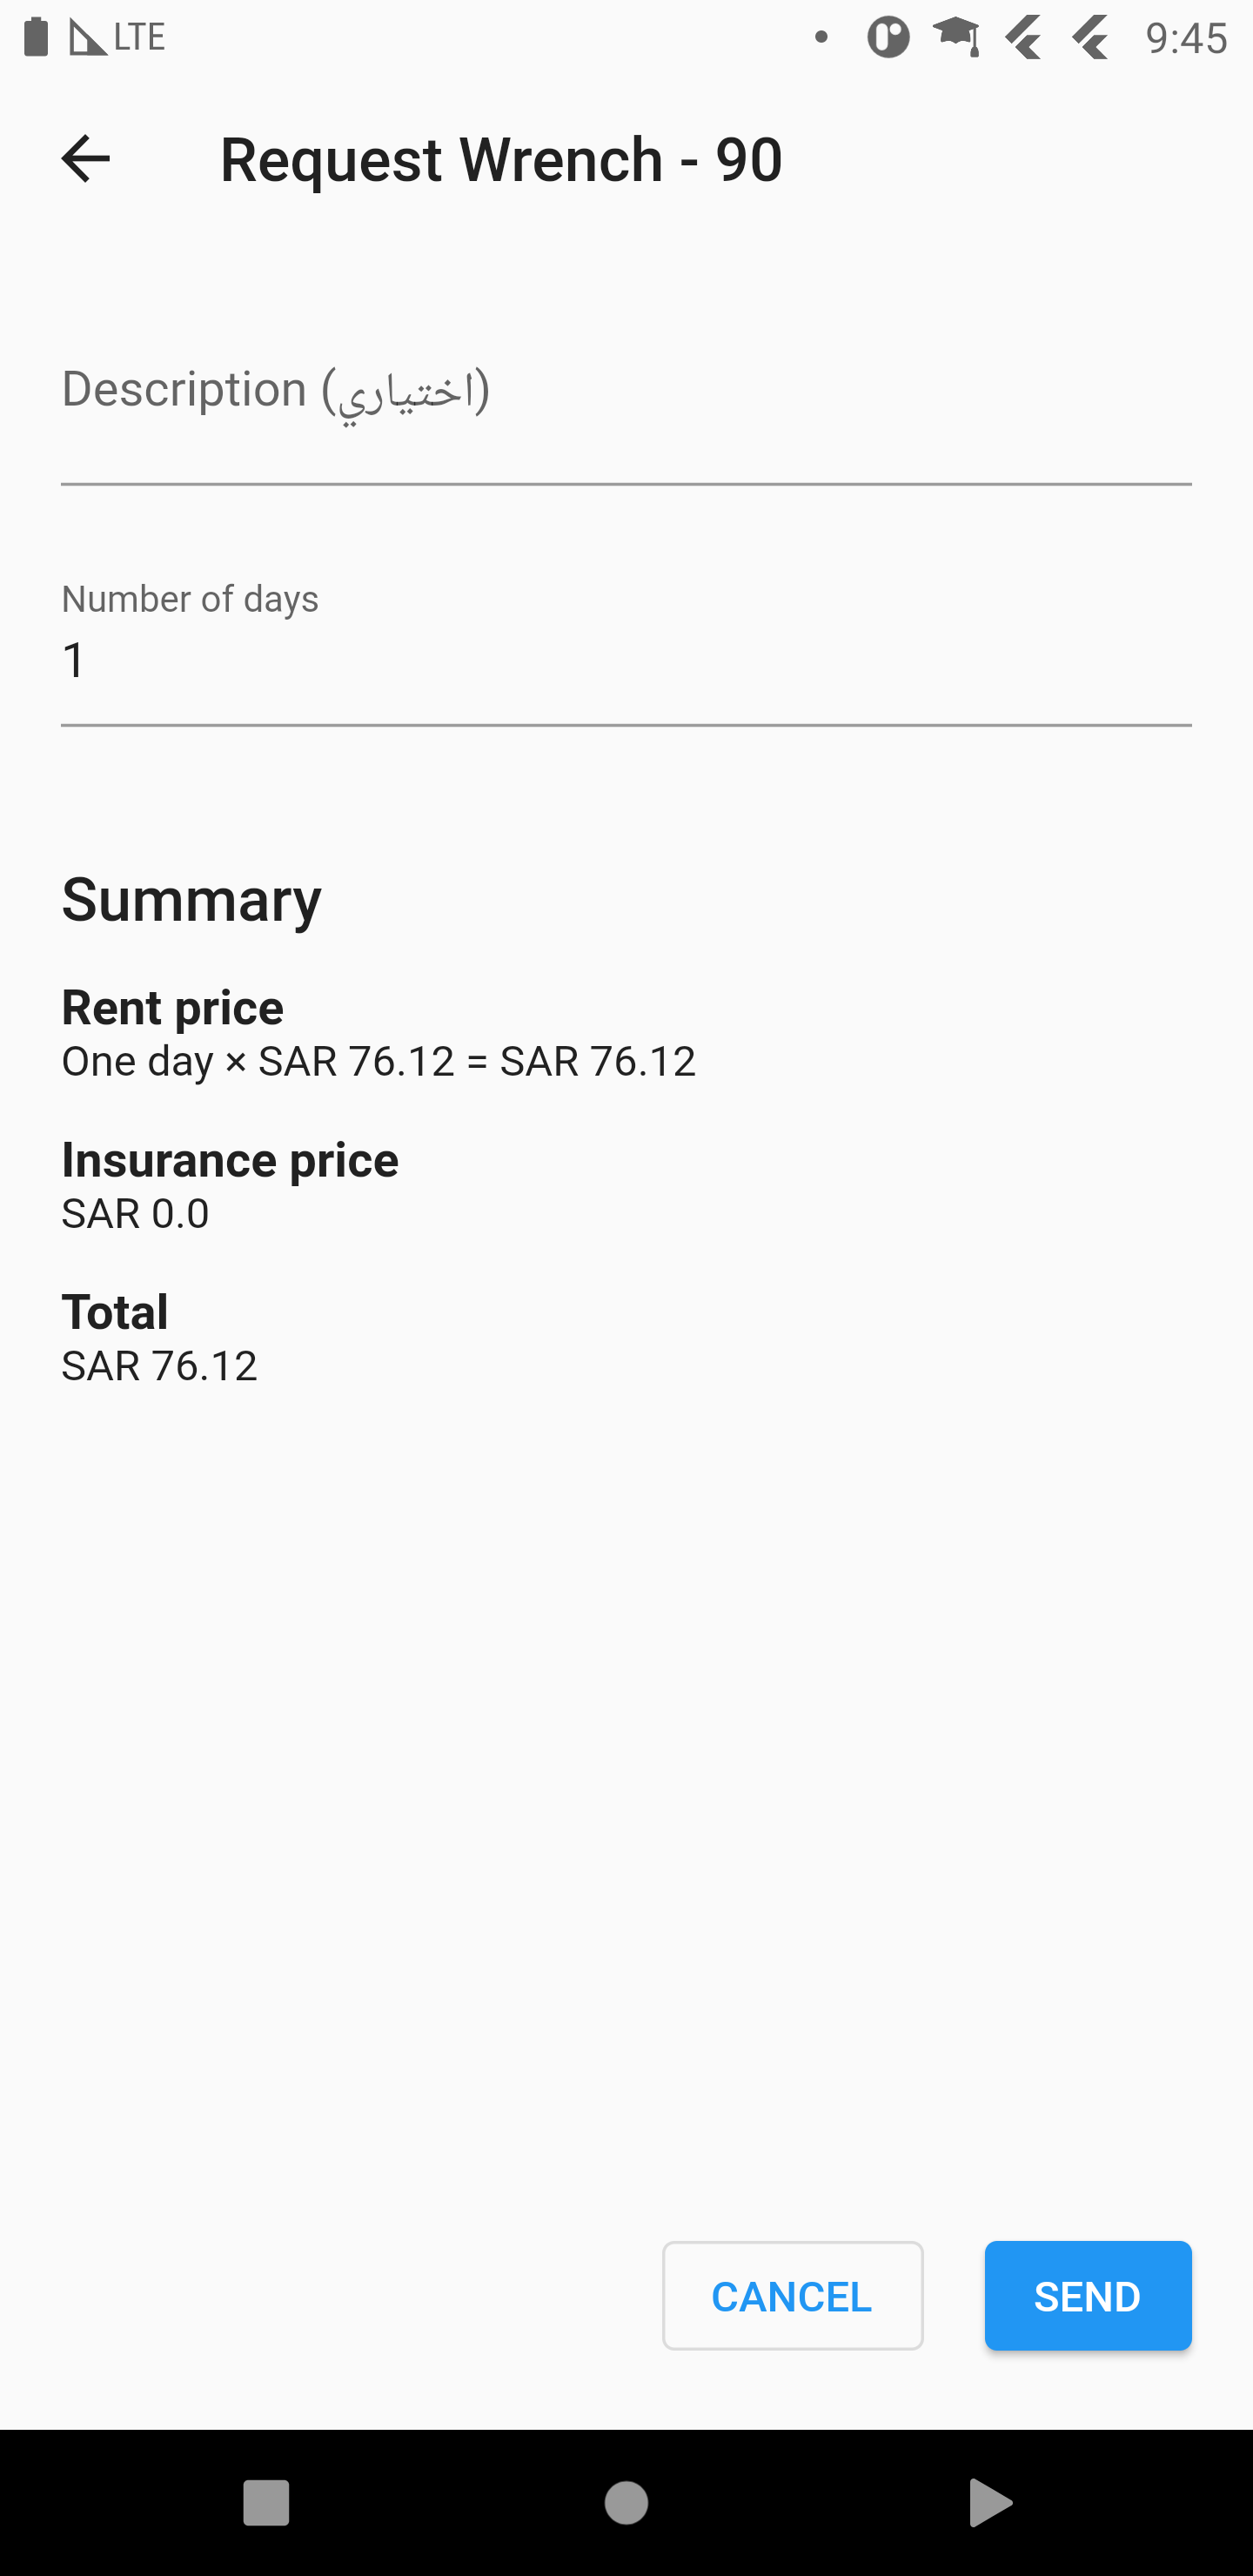 LTE
9:45
Request Wrench - 90
Description (اختياري)
Number of days
1
Summary
Rent price
One day × SAR 76.12 = SAR 76.12
Insurance price
SAR 0.0
Total
SAR 76.12
CANCEL
SEND